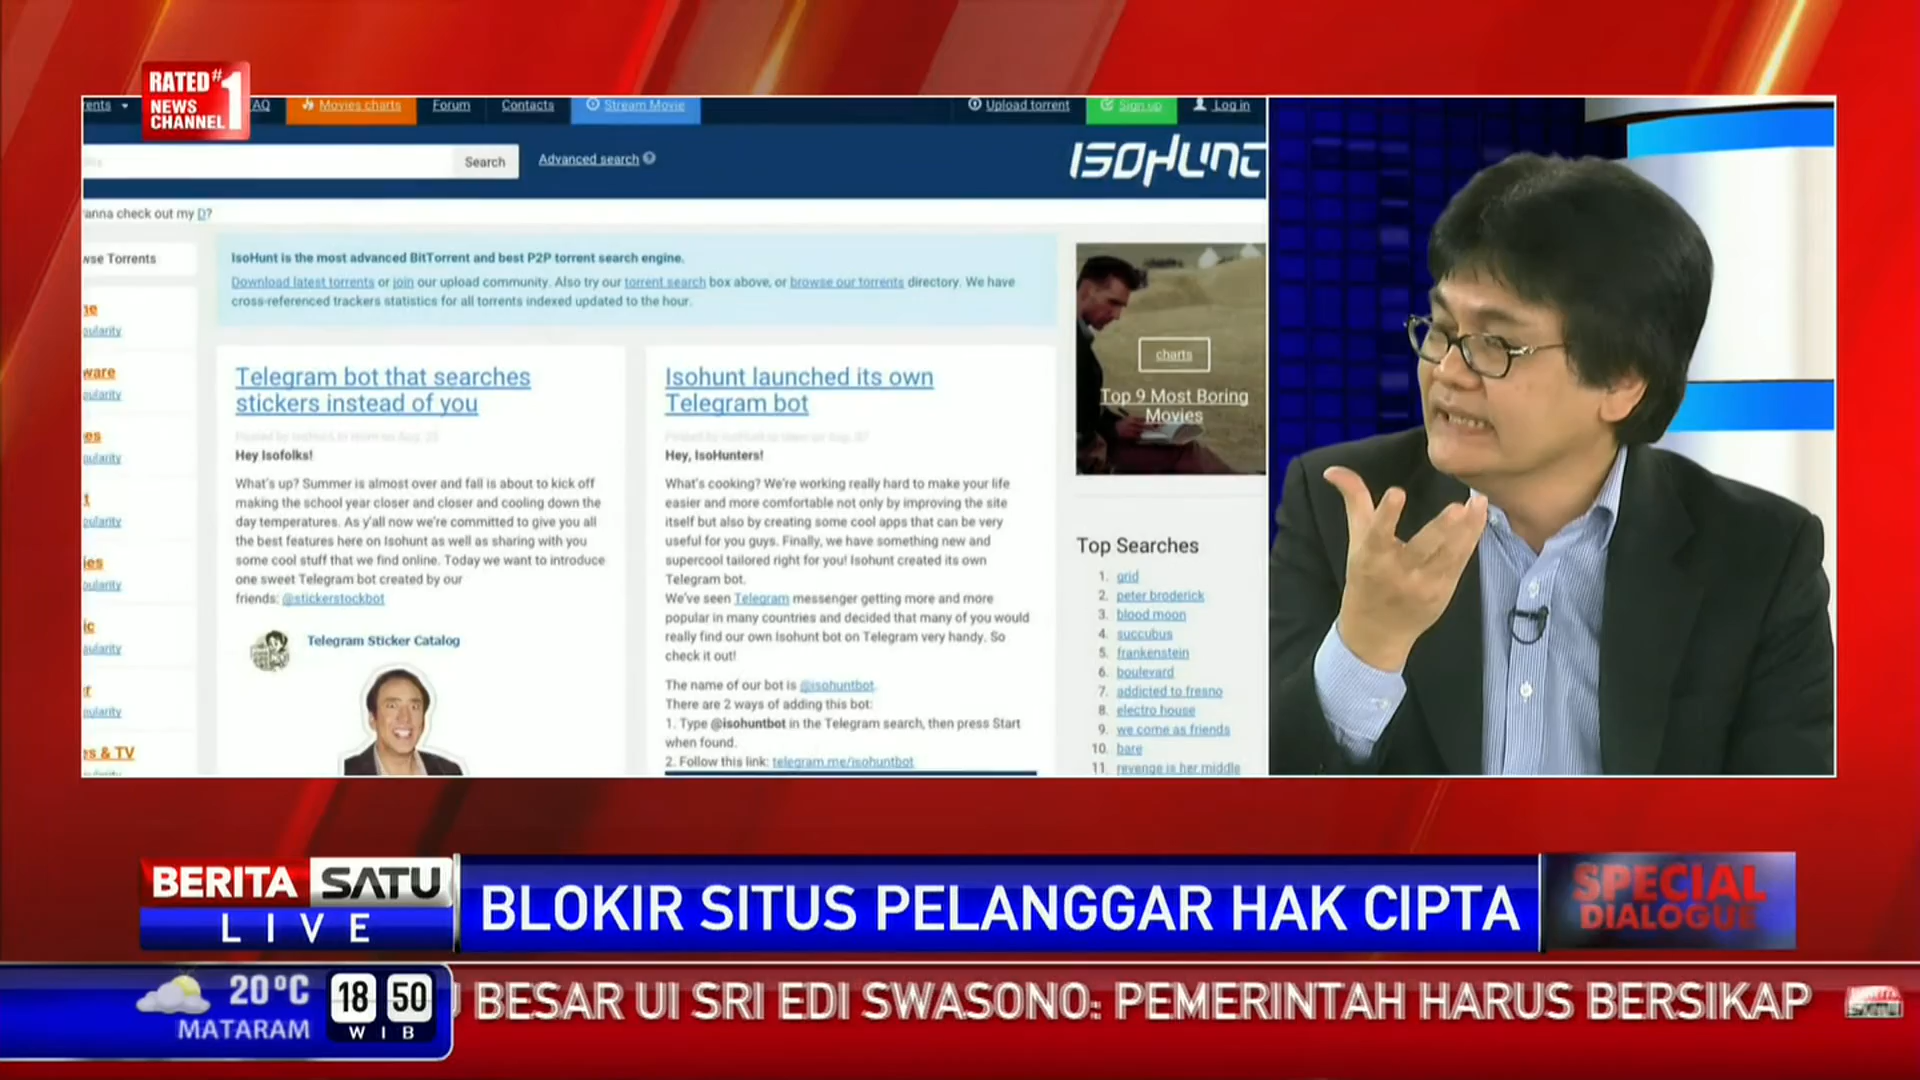 RATED #1
NEWS
CHANNEL
AQ
Movies charts
Forum
Contacts
Stream Movie
Upload torrent
Sign up
Log in
Search
Advanced search
ISOHUNT
anna check out my D?
wse Torrents
IsoHunt is the most advanced BitTorrent and best P2P torrent search engine.
Download latest torrents or join our upload community. Also try our torrent search box above, or browse our torrents directory. We have
cross-referenced trackers statistics for all torrents indexed updated to the hour.
ware
& TV
Telegram bot that searches
stickers instead of you
Hey Isofolks!
What's up? Summer is almost over and fall is about to kick off
making the school year closer and closer and cooling down the
day temperatures. As y'all now we're committed to give you all
the best features here on Isohunt as well as sharing with you
some cool stuff that we find online. Today we want to introduce
one sweet Telegram bot created by our
friends: @stickerstockbot
Telegram Sticker Catalog
Isohunt launched its own
Telegram bot
Hey, IsoHunters!
What's cooking? We're working really hard to make your life
easier and more comfortable not only by improving the site
itself but also by creating some cool apps that can be very
useful for you guys. Finally, we have something new and
supercool tailored right for you! Isohunt created its own
Telegram bot.
We've seen Telegram messenger getting more and more
popular in many countries and decided that many of you would
really find our own Isohunt bot on Telegram very handy. So
check it out!
The name of our bot is @isohuntbot.
There are 2 ways of adding this bot:
1. Type @isohuntbot in the Telegram search, then press Start
when found.
2. Follow this link: telegram.me/isohuntbot
charts
Top 9 Most Boring
Movies
Top Searches
1. grid
2. peter broderick
3. blood moon
4. succubus
5. frankenstein
6. boulevard
7. addicted to fresno
8. electro house
9. we come as friends
10. bare
11. revenge is her middle
BERITA SATU
LIVE
BLOKIR SITUS PELANGGAR HAK CIPTA
SPECIAL
DIALOGUE
20°C
MATARAM
18 50
WIB
U BESAR UI SRI EDI SWASONO: PEMERINTAH HARUS BERSIKAP